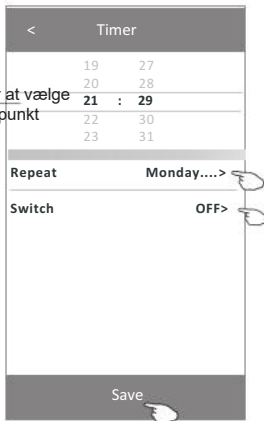 < Timer
19 27
20 28
at vælge
21 : 29
punkt
22 30
23 31
Repeat Monday....>
Switch OFF>
Save